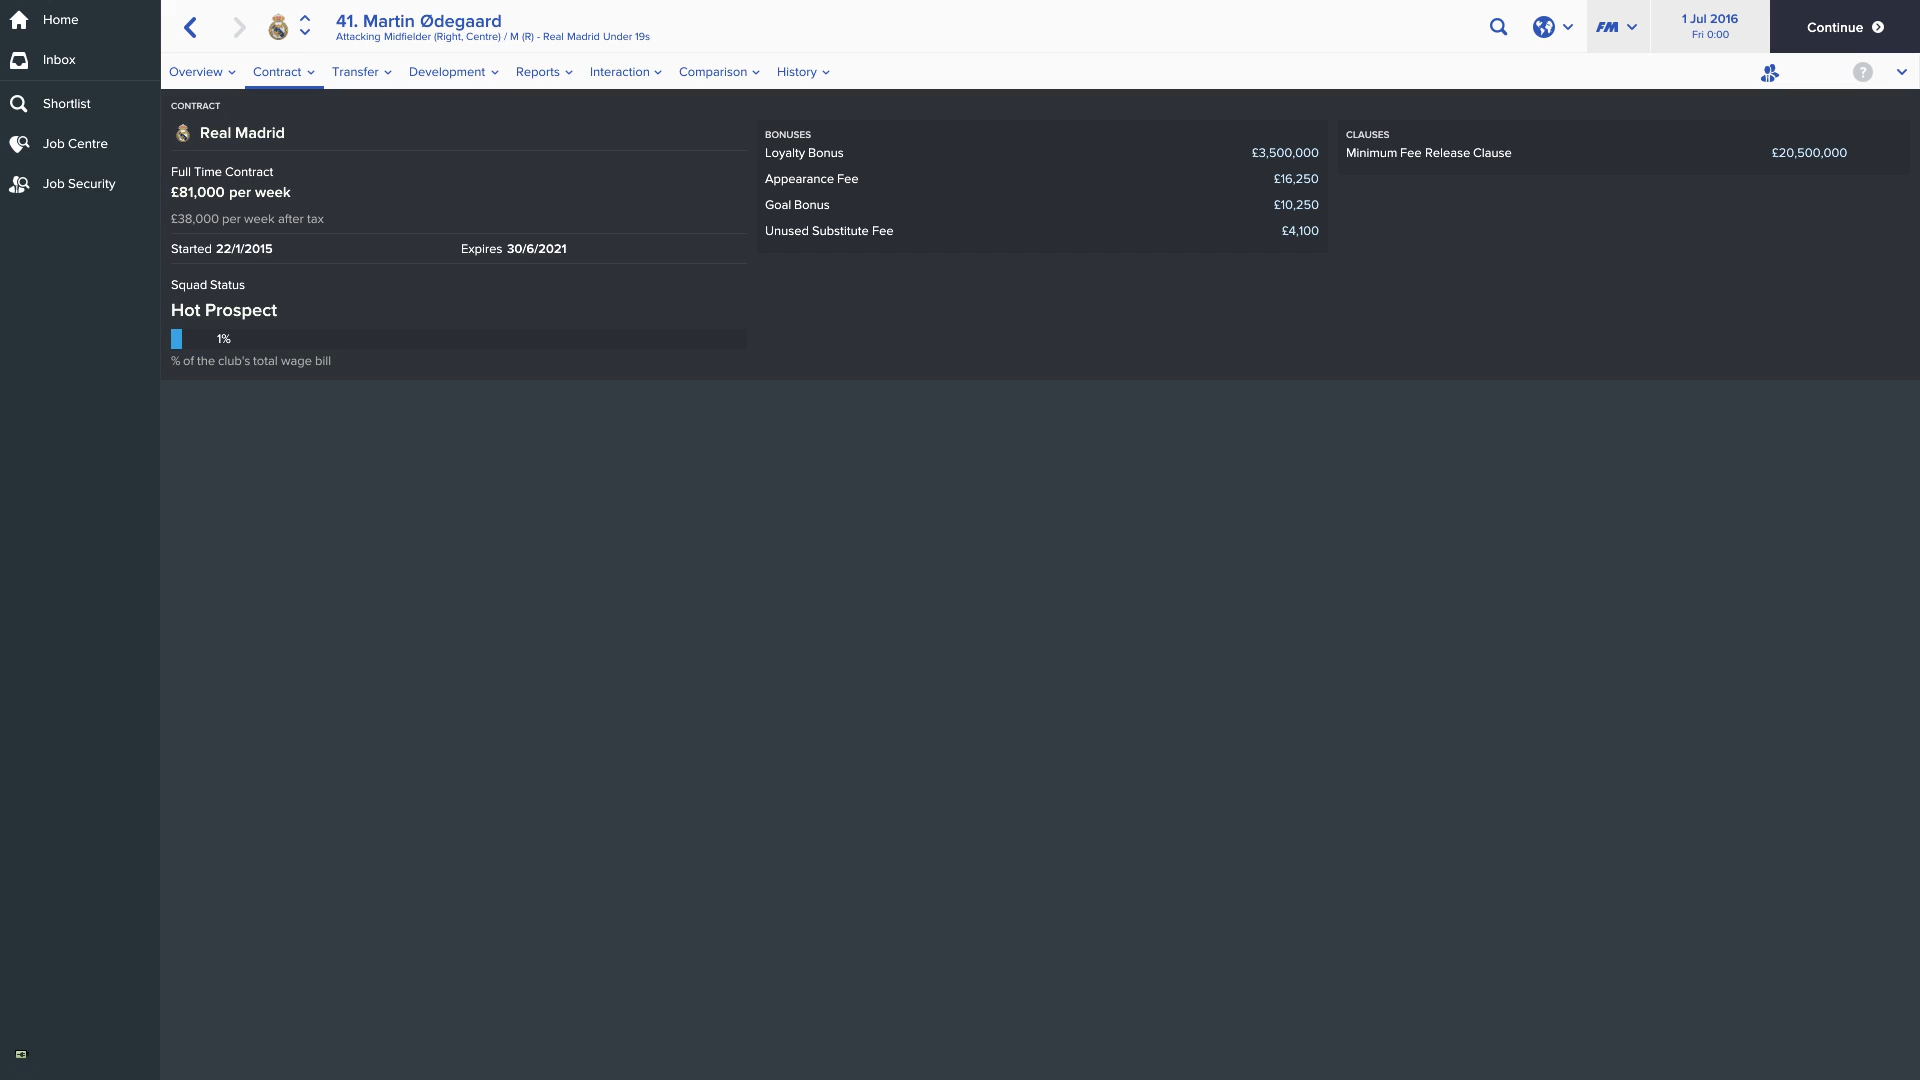 Home
Inbox
Shortlist
Job Centre
Job Security
41. Martin Ødegaard
Attacking Midfielder (Right, Centre) / M (R) - Real Madrid Under 19s
FM
1 Jul 2016
Fri 0:00
Continue
Overview
Contract
Transfer
Development
Reports
Interaction
Comparison
History
?
CONTRACT
Real Madrid
Full Time Contract
£81,000 per week
£38,000 per week after tax
Started 22/1/2015
Expires 30/6/2021
Squad Status
Hot Prospect
1%
% of the club's total wage bill
BONUSES
Loyalty Bonus £3,500,000
Appearance Fee £16,250
Goal Bonus £10,250
Unused Substitute Fee £4,100
CLAUSES
Minimum Fee Release Clause £20,500,000